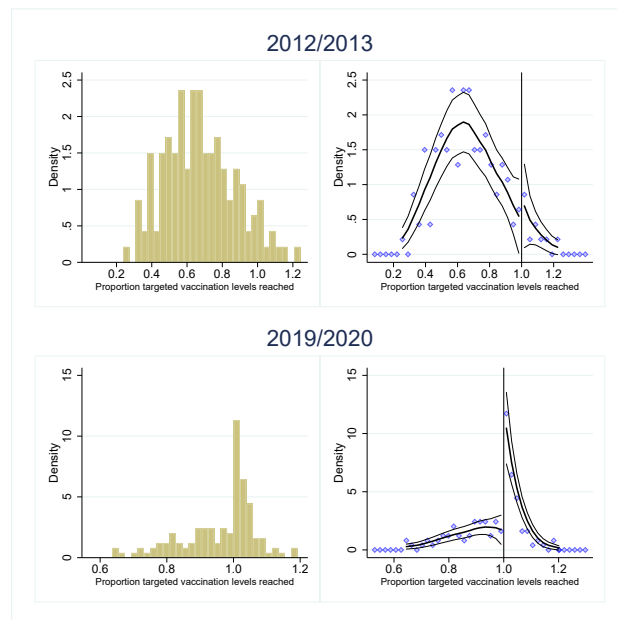 2012/2013
Density
0 .5 1 1.5 2 2.5
0.2 0.4 0.6 0.8 1.0 1.2
Proportion targeted vaccination levels reached
Density
0 .5 1 1.5 2 2.5
0.2 0.4 0.6 0.8 1.0 1.2
Proportion targeted vaccination levels reached
2019/2020
Density
0 5 10 15
0.6 0.8 1.0 1.2
Proportion targeted vaccination levels reached
Density
0 5 10 15
0.6 0.8 1.0 1.2
Proportion targeted vaccination levels reached